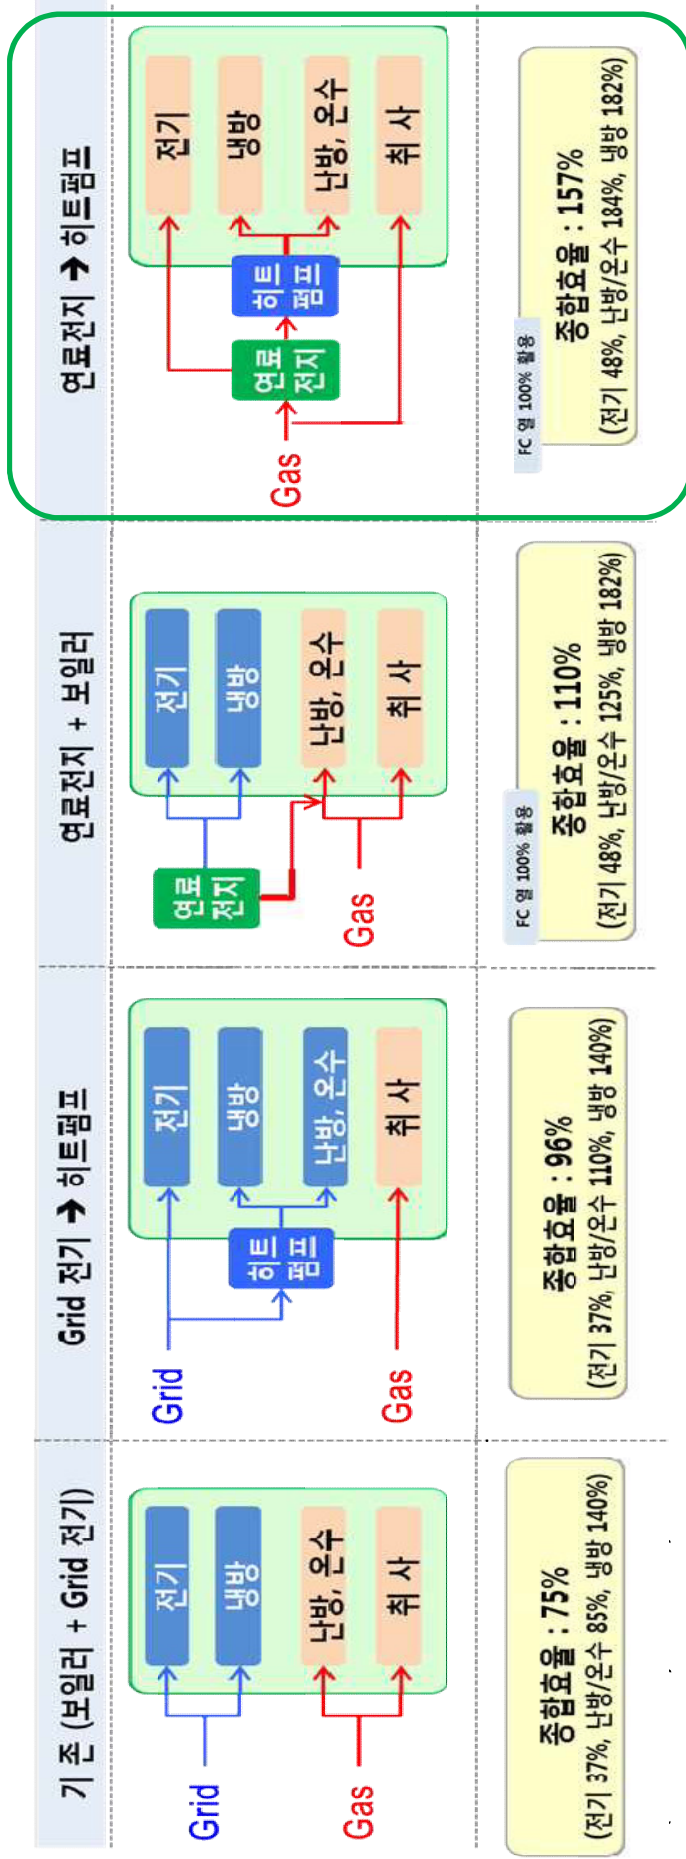 기존 (보일러 + Grid 전기)
Grid
Gas
전기
냉방
난방, 온수
취 사
종합효율 : 75%
(전기 37%, 난방/온수 85%, 냉방 140%)
Grid 전기 ➔ 히트펌프
Grid
Gas
히트
펌프
전기
냉방
난방, 온수
취 사
종합효율 : 96%
(전기 37%, 난방/온수 110%, 냉방 140%)
연료전지 + 보일러
연료
전지
Gas
전기
냉방
난방, 온수
취 사
FC 열 100% 활용
종합효율 : 110%
(전기 48%, 난방/온수 125%, 냉방 182%)
연료전지 ➔ 히트펌프
Gas
연료
전지
히트
펌프
전기
냉방
난방, 온수
취 사
FC 열 100% 활용
종합효율 : 157%
(전기 48%, 난방/온수 184%, 냉방 182%)